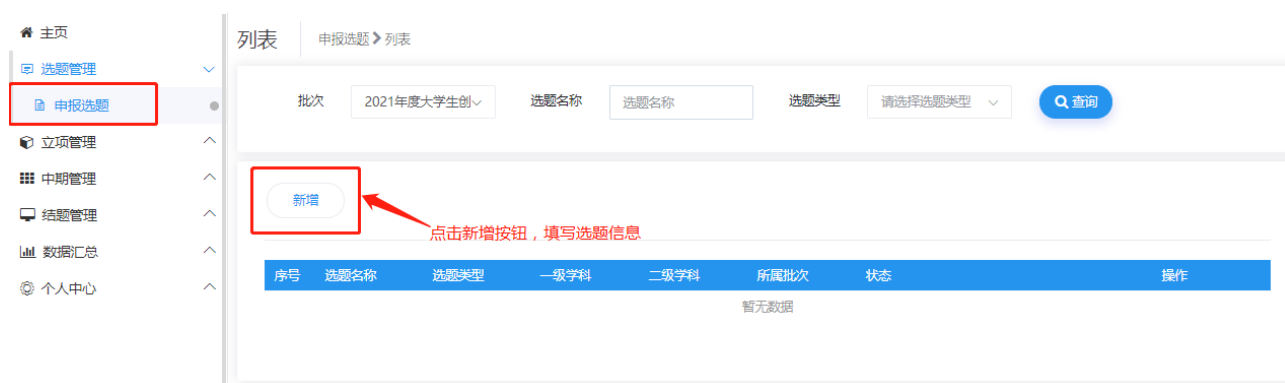 主页
列表 申报选题 列表
选题管理
申报选题
批次 2021年度大学生创 选题名称 选题名称 选题类型 请选择选题类型 查询
立项管理
中期管理
新增
结题管理
点击新增按钮，填写选题信息
数据汇总
序号 选题名称 选题类型 一级学科 二级学科 所属批次 状态 操作
个人中心
暂无数据